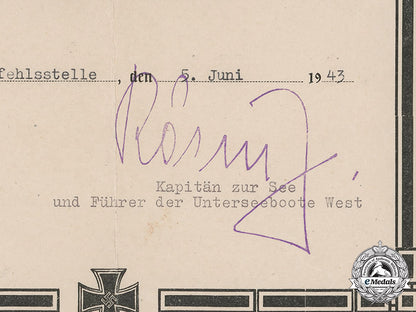 fehlsstelle, den 5. Juni 1943
Rösing.
Kapitän zur See
und Führer der Unterseeboote West
eMedals